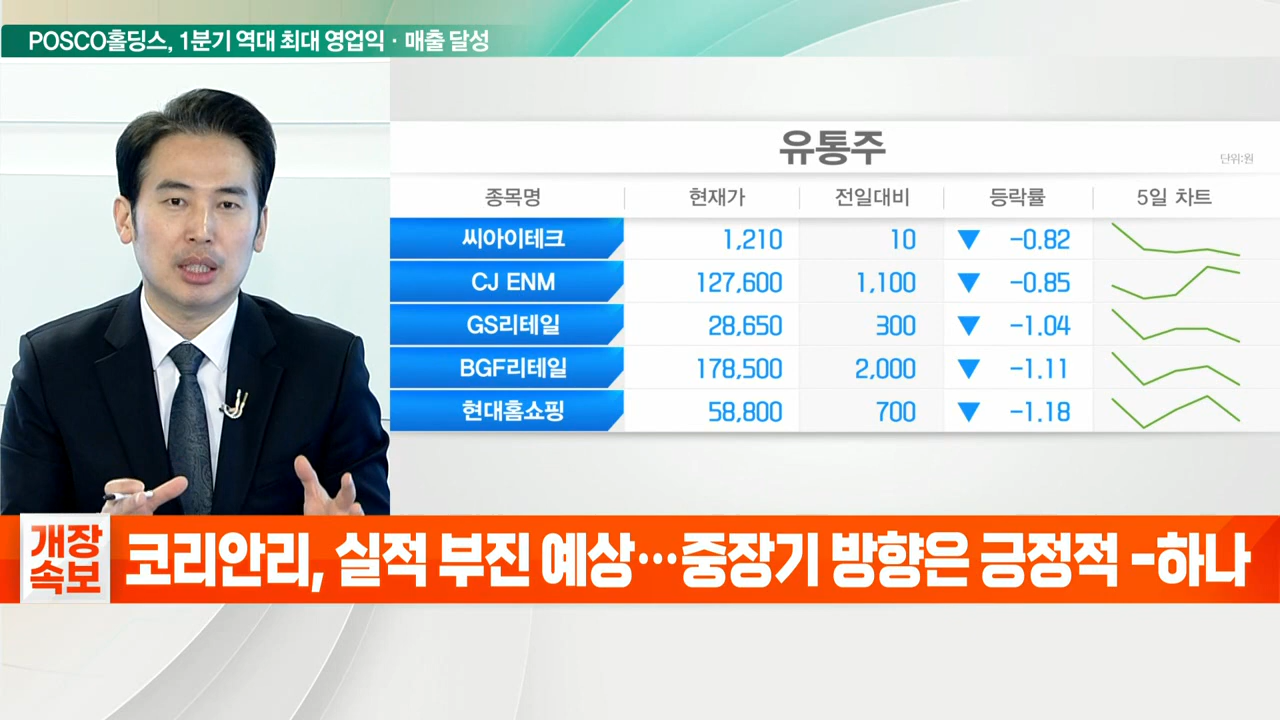 POSCO홀딩스, 1분기 역대 최대 영업익· 매출 달성
유통주
단위:원
종목명 현재가 전일대비 등락률 5일 차트
씨아이테크 1,210 10 ▼ -0.82
CJ ENM 127,600 1,100 ▼ -0.85
GS리테일 28,650 300 ▼ -1.04
BGF리테일 178,500 2,000 ▼ -1.11
현대홈쇼핑 58,800 700 ▼ -1.18
개장
속보
코리안리, 실적 부진 예상…중장기 방향은 긍정적 -하나